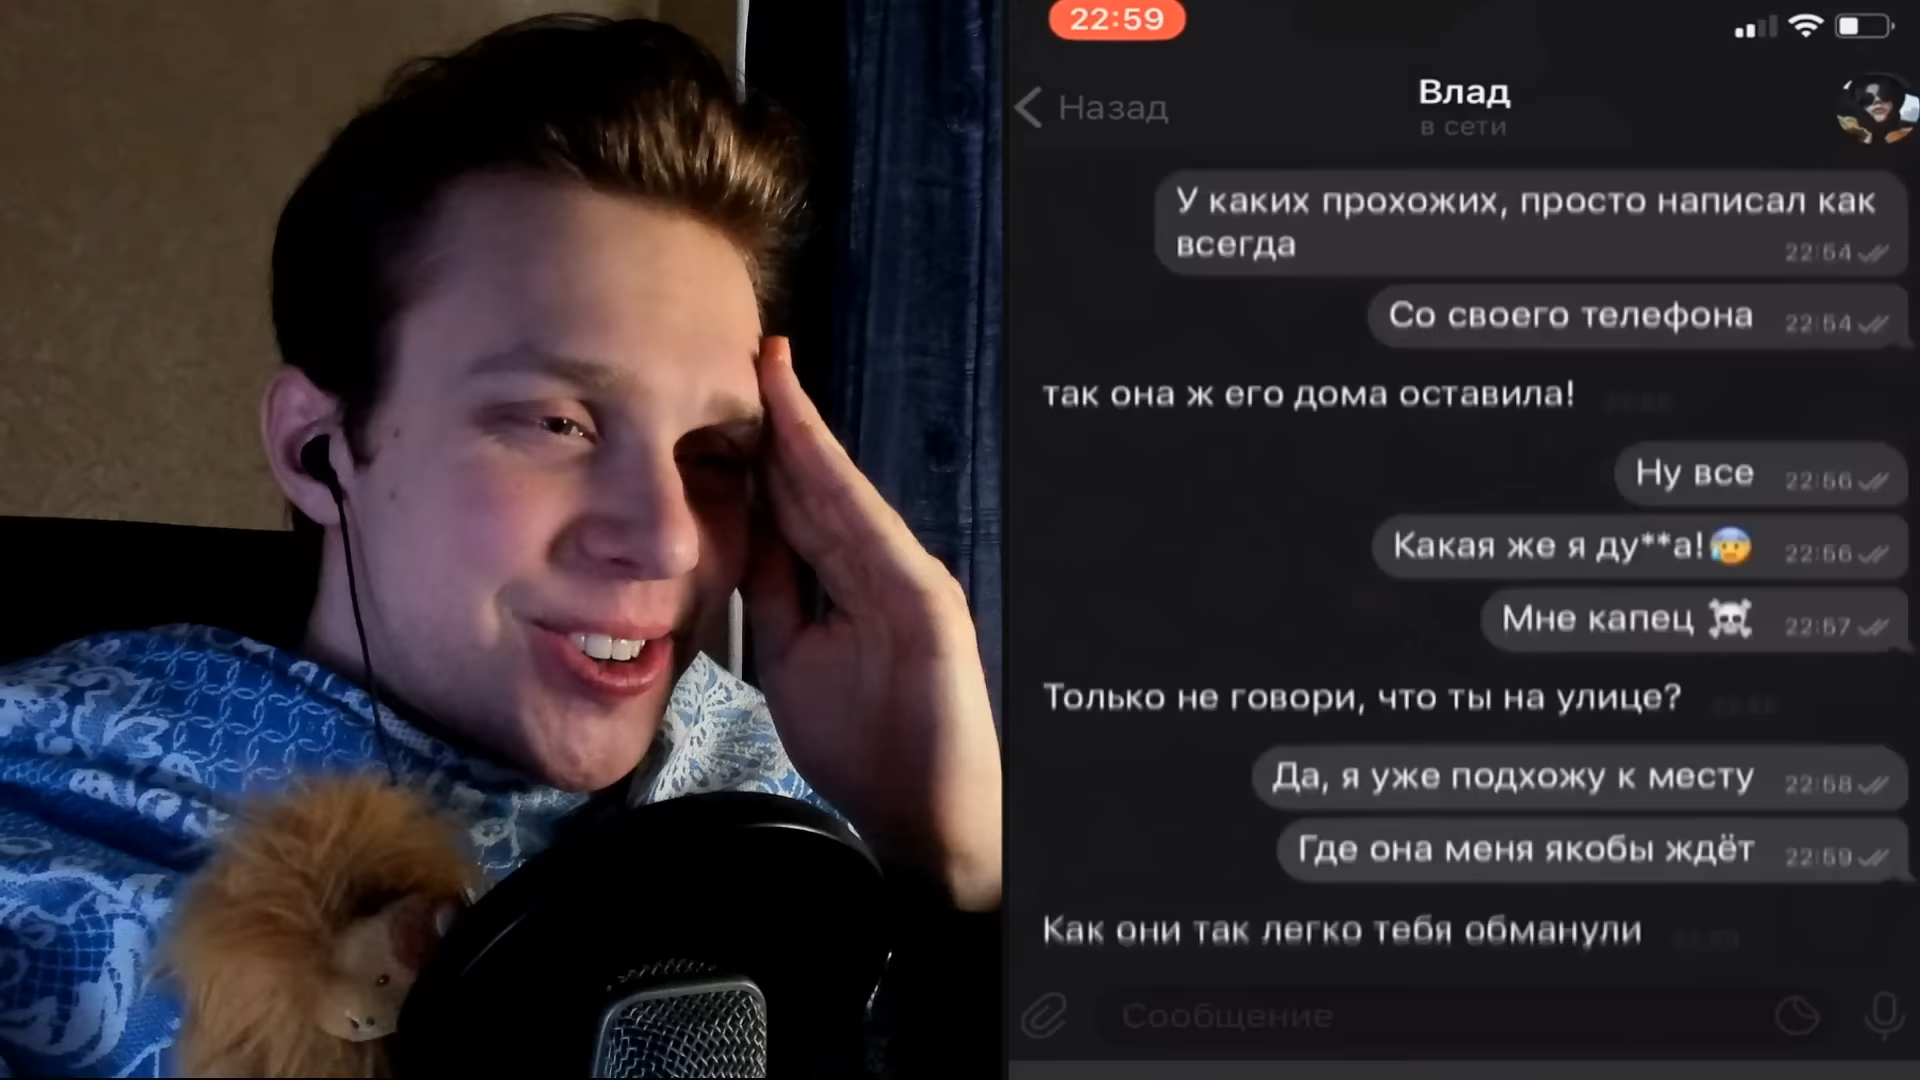 22:59
Назад
Влад
в сети
У каких прохожих, просто написал как
всегда
22:54
Со своего телефона
22:54
так она ж его дома оставила!
Ну все
22:56
Какая же я ду**а!😰
22:56
Мне капец ☠️
22:57
Только не говори, что ты на улице?
Да, я уже подхожу к месту
22:58
Где она меня якобы ждёт
22:59
Как они так легко тебя обманули
Сообщение